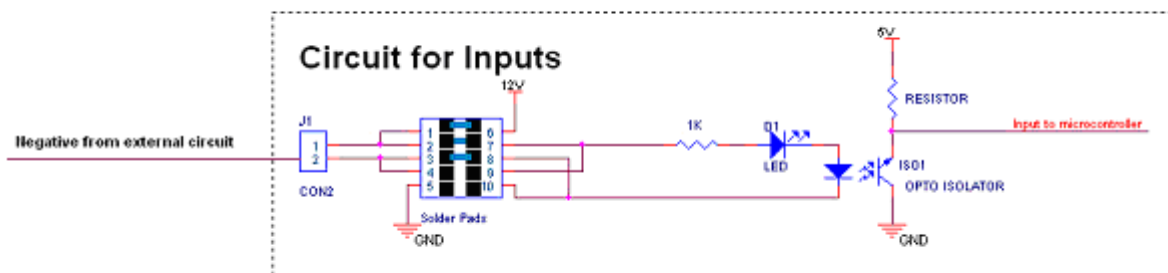 Circuit for Inputs
5V
12V
RESISTOR
J1
1K
D1
Input to microcontroller
Negative from external circuit
1
2
1
2
3
4
5
6
7
8
9
10
LED
ISO1
CON2
OPTO ISOLATOR
Solder Pads
GND
GND